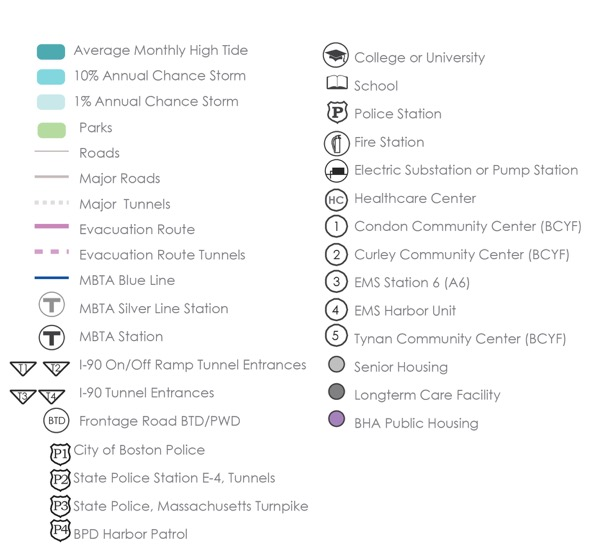 Average Monthly High Tide
10% Annual Chance Storm
1% Annual Chance Storm
Parks
Roads
Major Roads
Major Tunnels
Evacuation Route
Evacuation Route Tunnels
MBTA Blue Line
T MBTA Silver Line Station
T MBTA Station
T1 T2 I-90 On/Off Ramp Tunnel Entrances
T3 T4 I-90 Tunnel Entrances
BTD Frontage Road BTD/PWD
P1 City of Boston Police
P2 State Police Station E-4, Tunnels
P3 State Police, Massachusetts Turnpike
P4 BPD Harbor Patrol
College or University
School
P Police Station
Fire Station
Electric Substation or Pump Station
HC Healthcare Center
1 Condon Community Center (BCYF)
2 Curley Community Center (BCYF)
3 EMS Station 6 (A6)
4 EMS Harbor Unit
5 Tynan Community Center (BCYF)
Senior Housing
Longterm Care Facility
BHA Public Housing